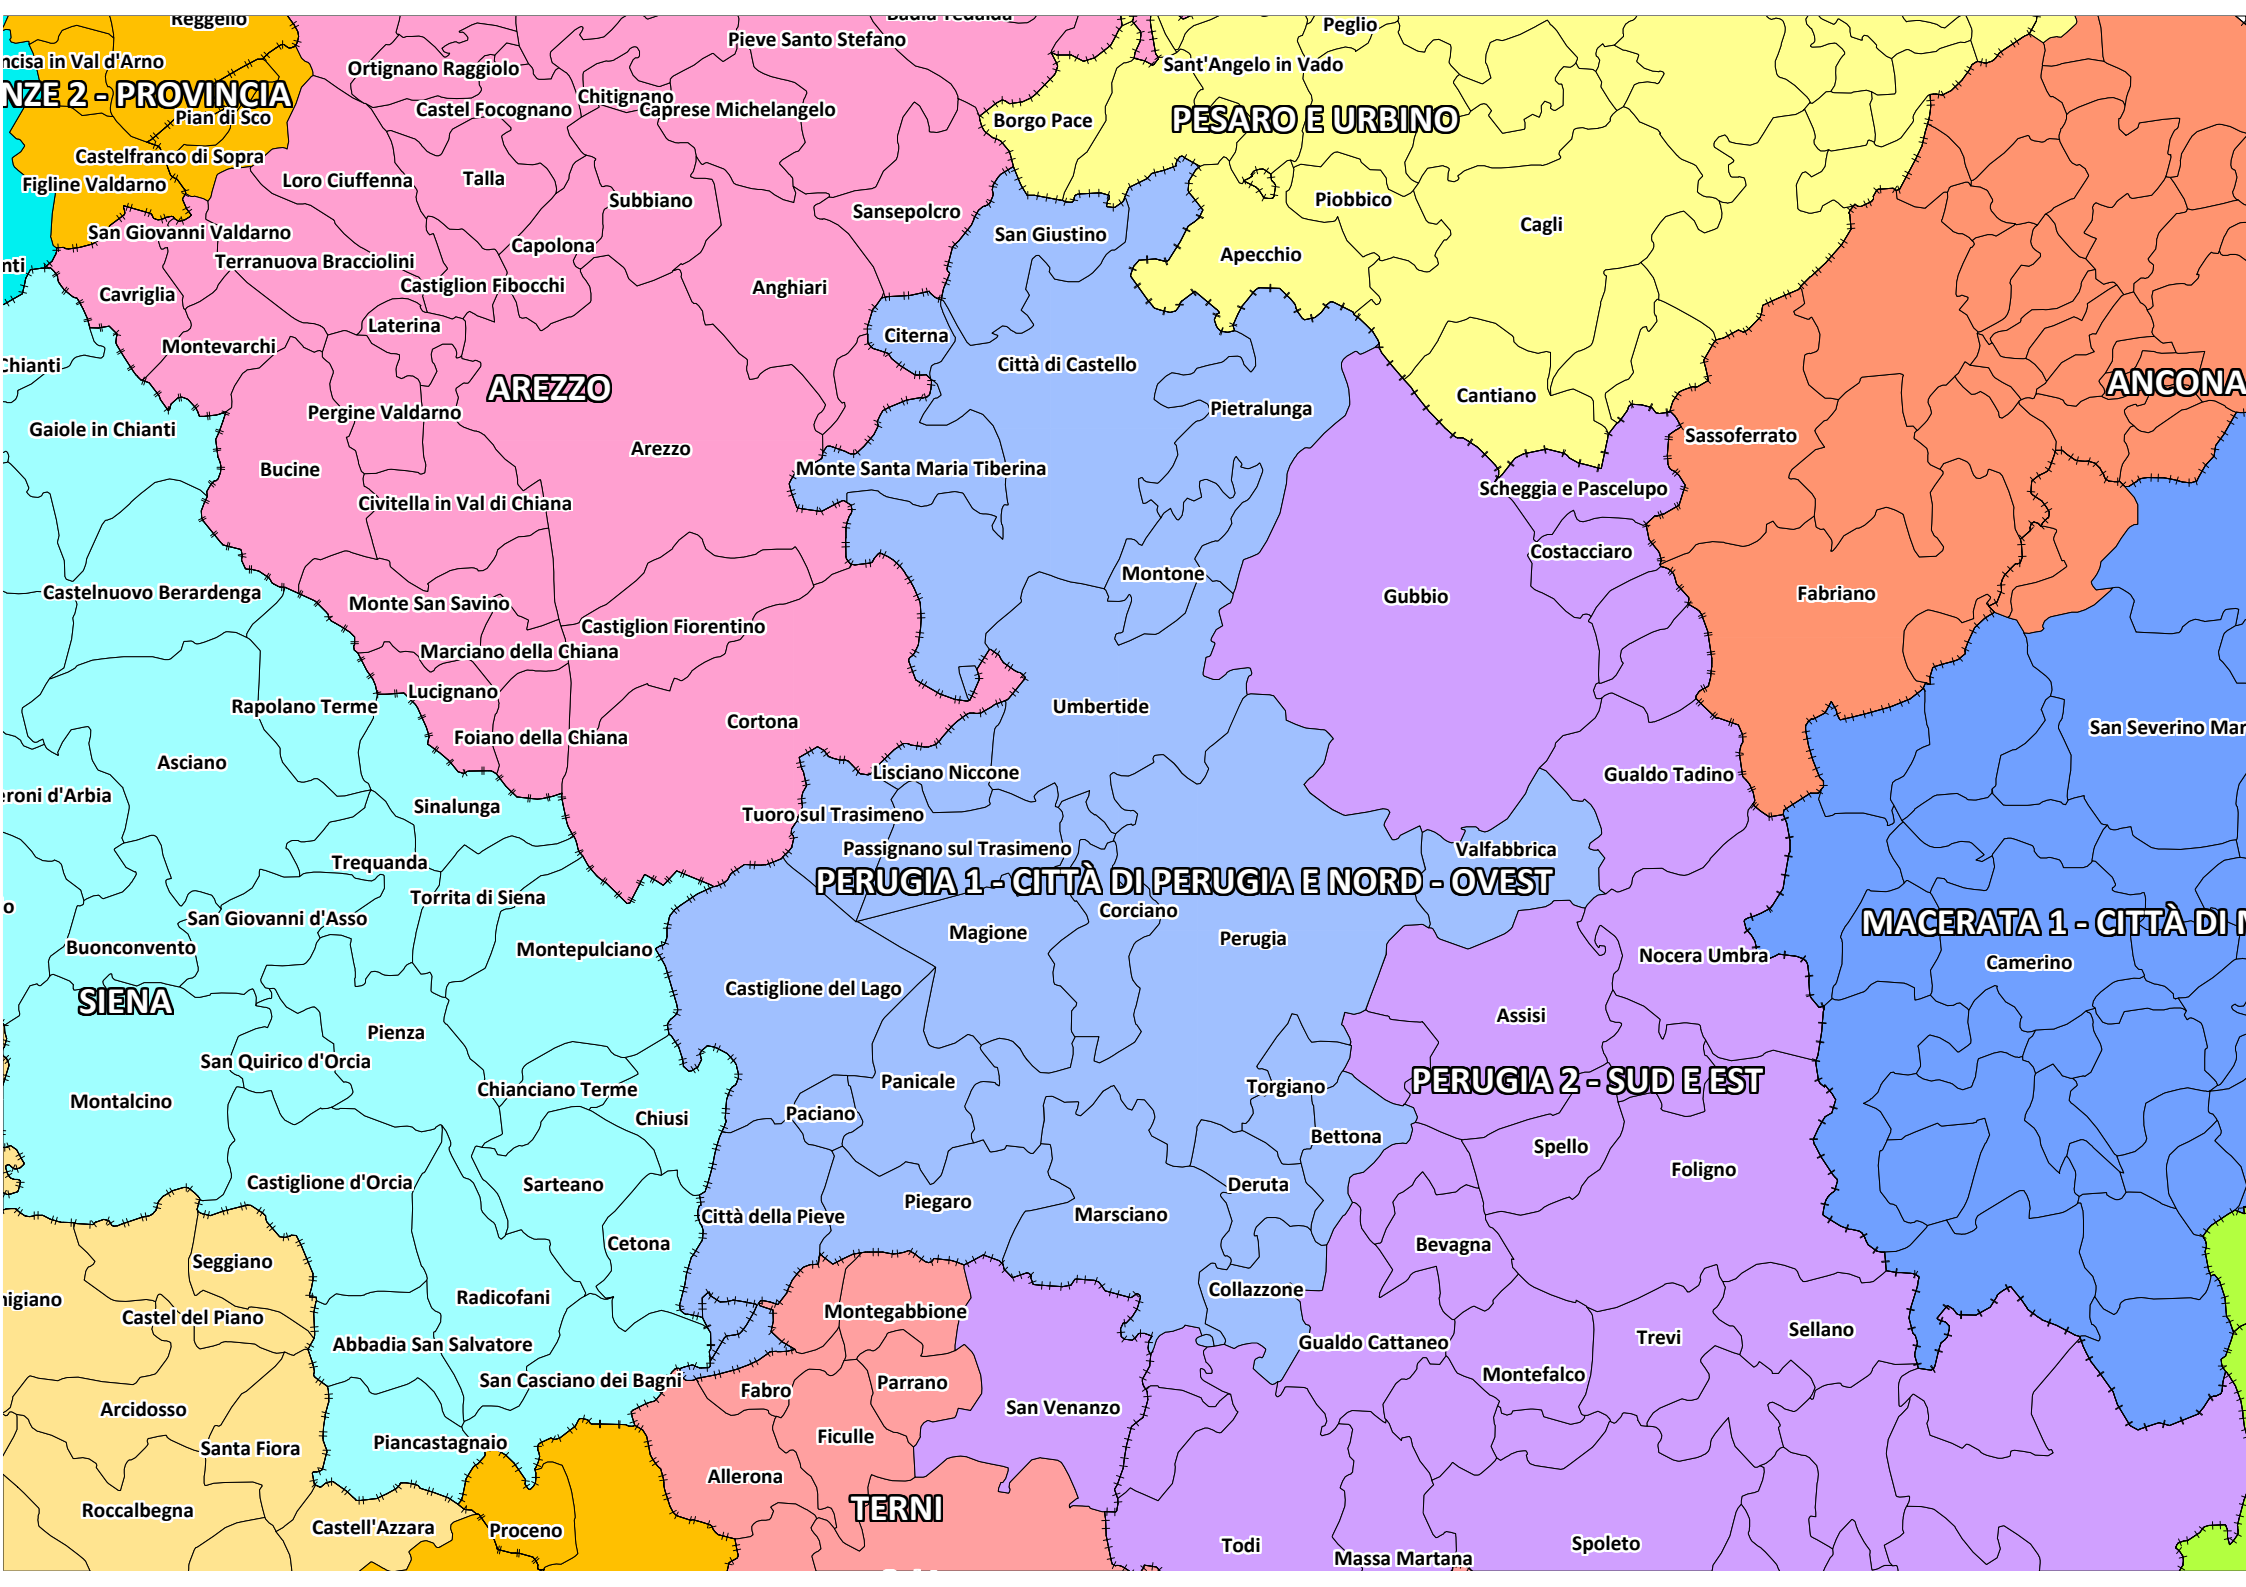 Reggello
Pieve Santo Stefano
Peglio
ncisa in Val d'Arno
Ortignano Raggiolo
Sant'Angelo in Vado
NZE 2 - PROVINCIA
Chitignano
Castel Focognano
Caprese Michelangelo
Pian di Sco
Borgo Pace
PESARO E URBINO
Castelfranco di Sopra
Figline Valdarno
Loro Ciuffenna
Talla
Subbiano
Piobbico
Sansepolcro
Cagli
San Giovanni Valdarno
San Giustino
Capolona
Apecchio
nti
Terranuova Bracciolini
Castiglion Fibocchi
Anghiari
Cavriglia
Laterina
Citerna
Montevarchi
Chianti
Città di Castello
AREZZO
ANCONA
Cantiano
Pergine Valdarno
Pietralunga
Gaiole in Chianti
Sassoferrato
Arezzo
Bucine
Monte Santa Maria Tiberina
Scheggia e Pascelupo
Civitella in Val di Chiana
Costacciaro
Montone
Castelnuovo Berardenga
Monte San Savino
Gubbio
Fabriano
Castiglion Fiorentino
Marciano della Chiana
Lucignano
Rapolano Terme
Umbertide
Cortona
San Severino Mar
Foiano della Chiana
Asciano
Lisciano Niccone
Gualdo Tadino
eroni d'Arbia
Sinalunga
Tuoro sul Trasimeno
Passignano sul Trasimeno
Valfabbrica
Trequanda
PERUGIA 1 - CITTÀ DI PERUGIA E NORD - OVEST
Torrita di Siena
o
San Giovanni d'Asso
Corciano
MACERATA 1 - CITTÀ DI M
Magione
Perugia
Buonconvento
Montepulciano
Nocera Umbra
Camerino
Castiglione del Lago
SIENA
Assisi
Pienza
San Quirico d'Orcia
Panicale
PERUGIA 2 - SUD E EST
Chianciano Terme
Torgiano
Montalcino
Paciano
Chiusi
Bettona
Spello
Foligno
Castiglione d'Orcia
Sarteano
Deruta
Piegaro
Città della Pieve
Marsciano
Cetona
Bevagna
Seggiano
Collazzone
nigiano
Radicofani
Castel del Piano
Montegabbione
Sellano
Abbadia San Salvatore
Gualdo Cattaneo
Trevi
San Casciano dei Bagni
Montefalco
Fabro
Parrano
Arcidosso
San Venanzo
Ficulle
Piancastagnaio
Santa Fiora
Allerona
Roccalbegna
TERNI
Castell'Azzara
Proceno
Todi
Spoleto
Massa Martana